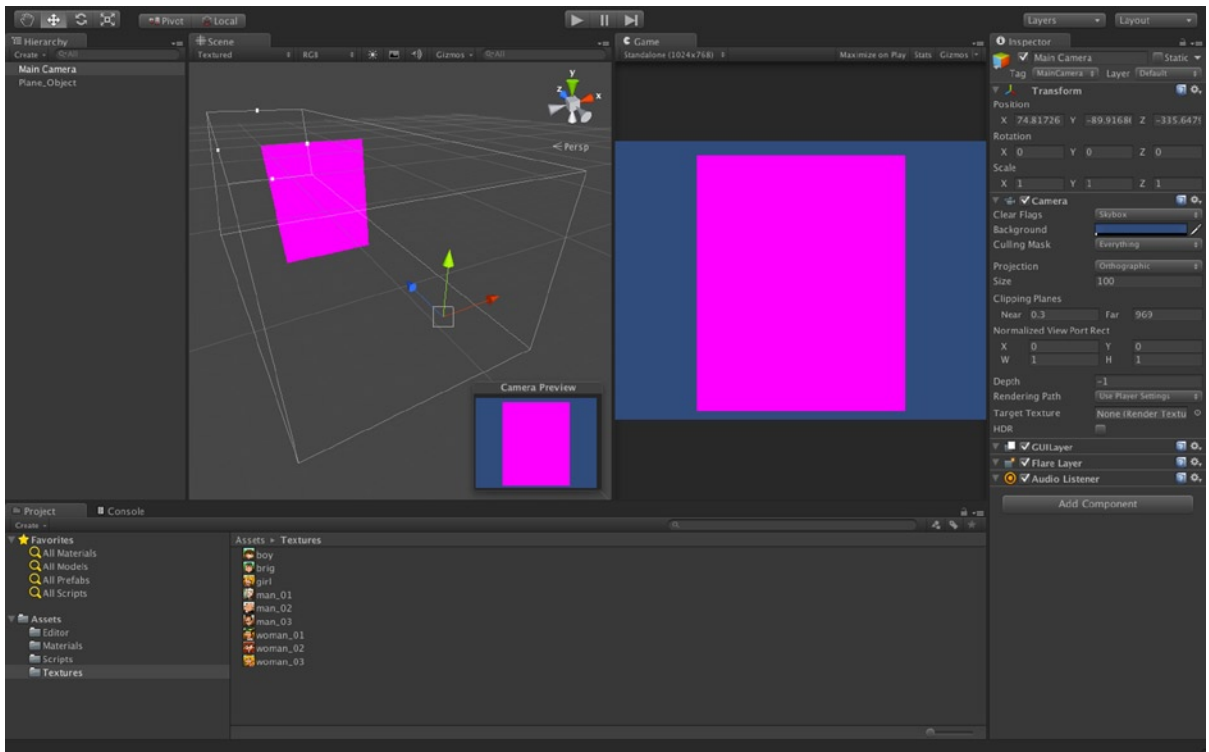 Pivot Local Layers Layout
Hierarchy
Create All
Main Camera
Plane_Object
Scene
Textured RGB Gizmos All
y
z x
Persp
Camera Preview
Game
Standalone (1024x768) Maximize on Play Stats Gizmos
Inspector
Main Camera Static
Tag MainCamera Layer Default
Transform
Position
X 74.81726 Y -89.9168 Z -335.647
Rotation
X 0 Y 0 Z 0
Scale
X 1 Y 1 Z 1
Camera
Clear Flags Skybox
Background
Culling Mask Everything
Projection Orthographic
Size 100
Clipping Planes
Near 0.3 Far 969
Normalized View Port Rect
X 0 Y 0
W 1 H 1
Depth -1
Rendering Path Use Player Settings
Target Texture None (Render Textu
HDR
GUILayer
Flare Layer
Audio Listener
Add Component
Project Console
Create
Favorites
All Materials
All Models
All Prefabs
All Scripts
Assets
Editor
Materials
Scripts
Textures
Assets ▸ Textures
boy
brig
girl
man_01
man_02
man_03
woman_01
woman_02
woman_03